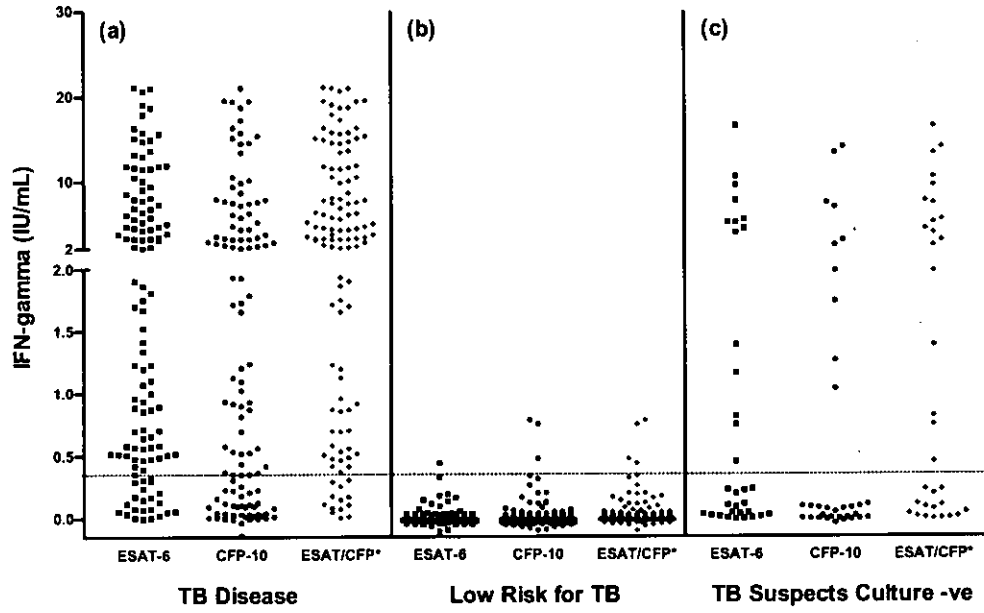 (a)
(b)
(c)
IFN-gamma (IU/mL)
30
20
10
2
2.0
1.5
1.0
0.5
0.0
ESAT-6 CFP-10 ESAT/CFP*
ESAT-6 CFP-10 ESAT/CFP*
ESAT-6 CFP-10 ESAT/CFP*
TB Disease
Low Risk for TB
TB Suspects Culture -ve